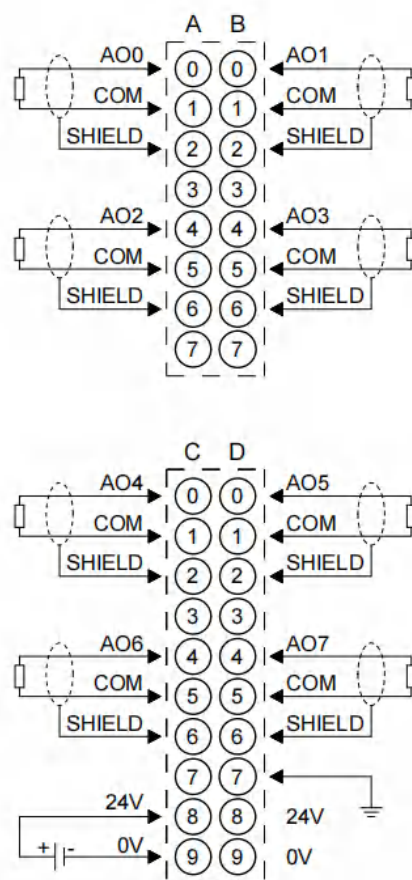 A B
AO0 0 0 AO1
COM 1 1 COM
SHIELD 2 2 SHIELD
3 3
AO2 4 4 AO3
COM 5 5 COM
SHIELD 6 6 SHIELD
7 7
C D
AO4 0 0 AO5
COM 1 1 COM
SHIELD 2 2 SHIELD
3 3
AO6 4 4 AO7
COM 5 5 COM
SHIELD 6 6 SHIELD
7 7
24V 8 8 24V
+ - 0V 9 9 0V